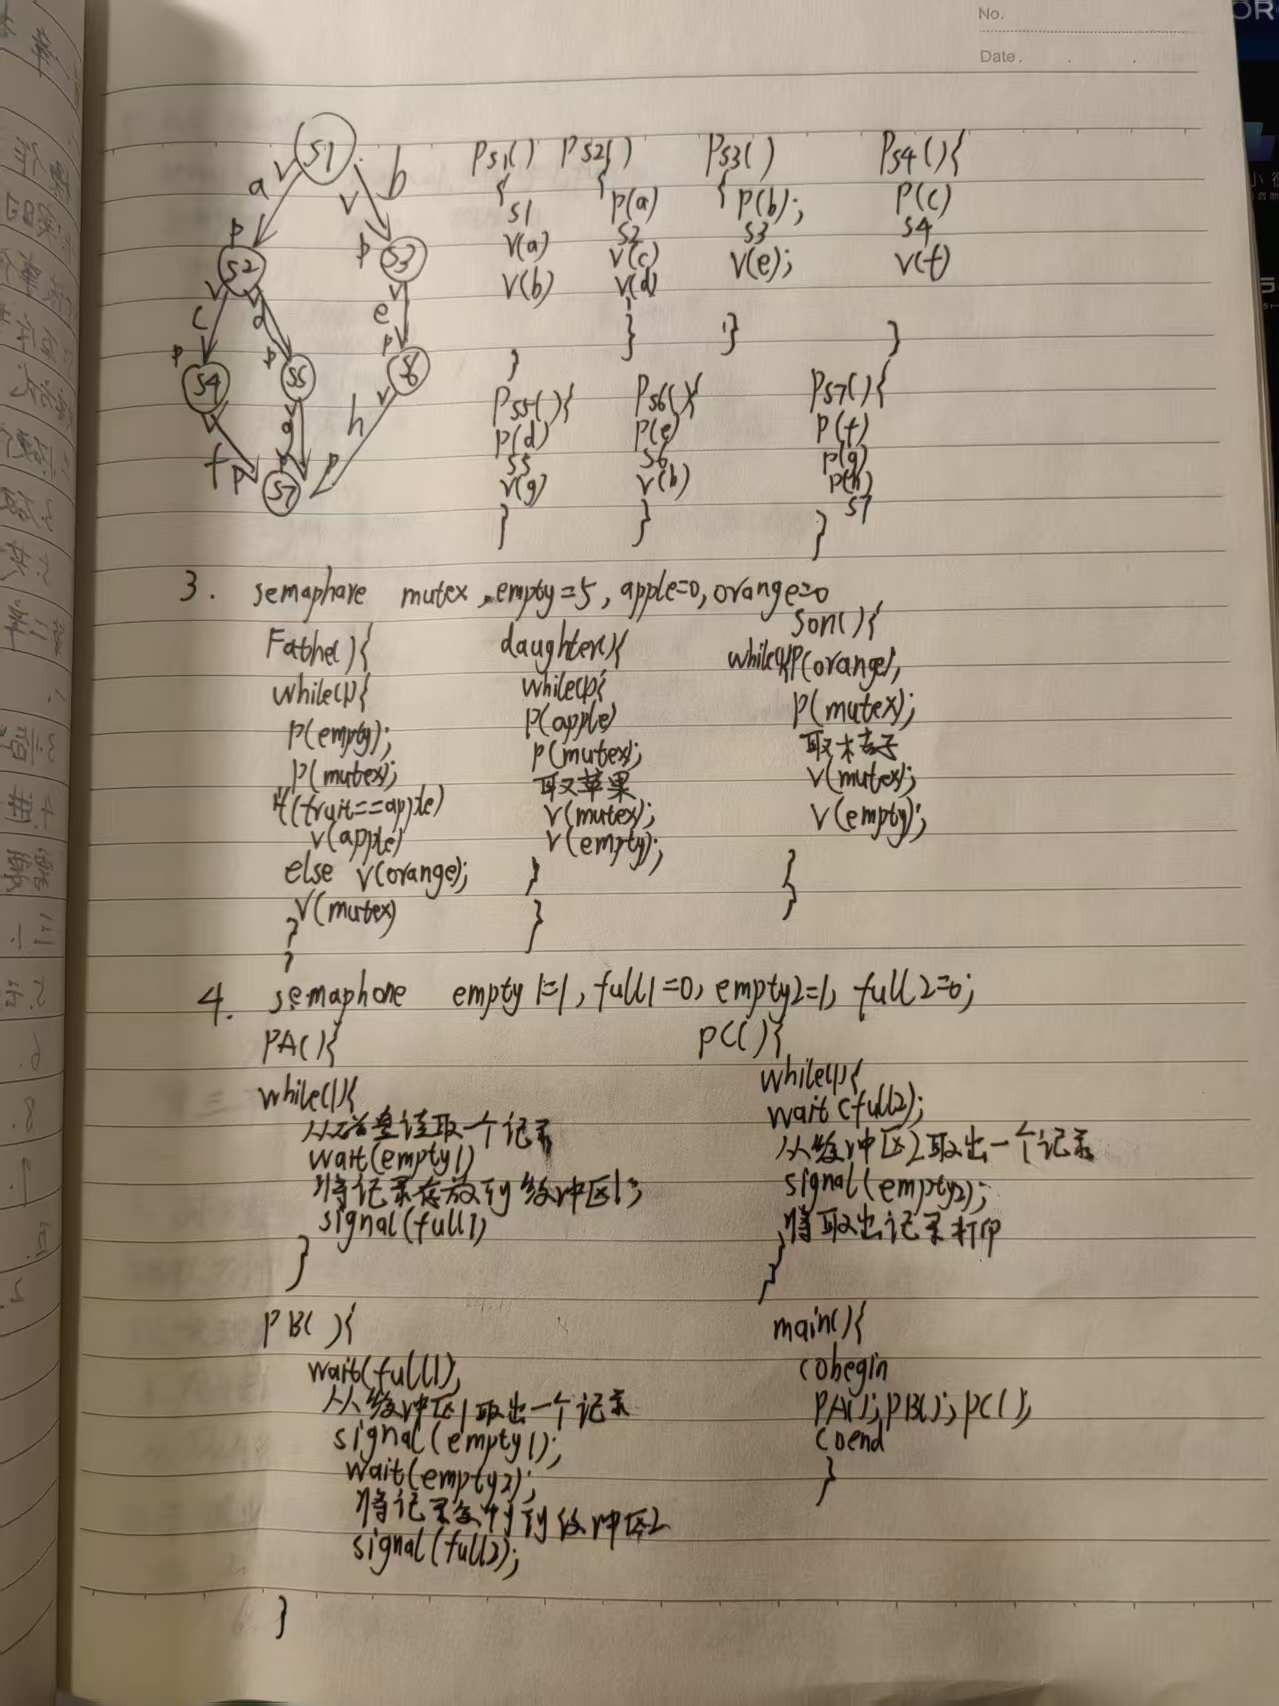 No.
Date.
S1
a
v
v
b
p
p
S2
S3
v
v
v
c
d
e
p
p
p
S4
S5
S6
v
v
v
g
h
f
p
p
S7
Ps1() Ps2() Ps3() Ps4(){
{ { { p(b); p(c)
s1 p(a) s3 s4
v(a) s2 v(e); v(f)
v(b) v(c)
v(d)
} } } }
Ps5(){ Ps6(){ Ps7(){
p(d) p(e) p(f)
s5 s6 p(g)
v(g) v(h) p(h)
s7
} } }
3. semaphare mutex, empty=5, apple=0, orange=0
Fathe(){
while(1){
p(empty);
p(mutex);
if(fruit==apple)
v(apple)
else v(orange);
v(mutex)
}
}
daughter(){
while(1){
p(apple)
p(mutex);
取苹果
v(mutex);
v(empty);
}
}
son(){
while(1){p(orange),
p(mutex);
取桔子
v(mutex);
v(empty);
}
}
4. semaphone empty1=1, full1=0, empty2=1, full2=0;
PA(){
while(1){
从磁盘读取一个记录
wait(empty1)
将记录存放到缓冲区1;
signal(full1)
}
PC(){
while(1){
wait(full2);
从缓冲区2取出一个记录
signal(empty2);
将取出记录打印
}
}
PB(){
wait(full1);
从缓冲区1取出一个记录
signal(empty1);
wait(empty2);
将记录复制到缓冲区2
signal(full2);
}
main(){
cobegin
PA(); PB(); PC();
coend
}